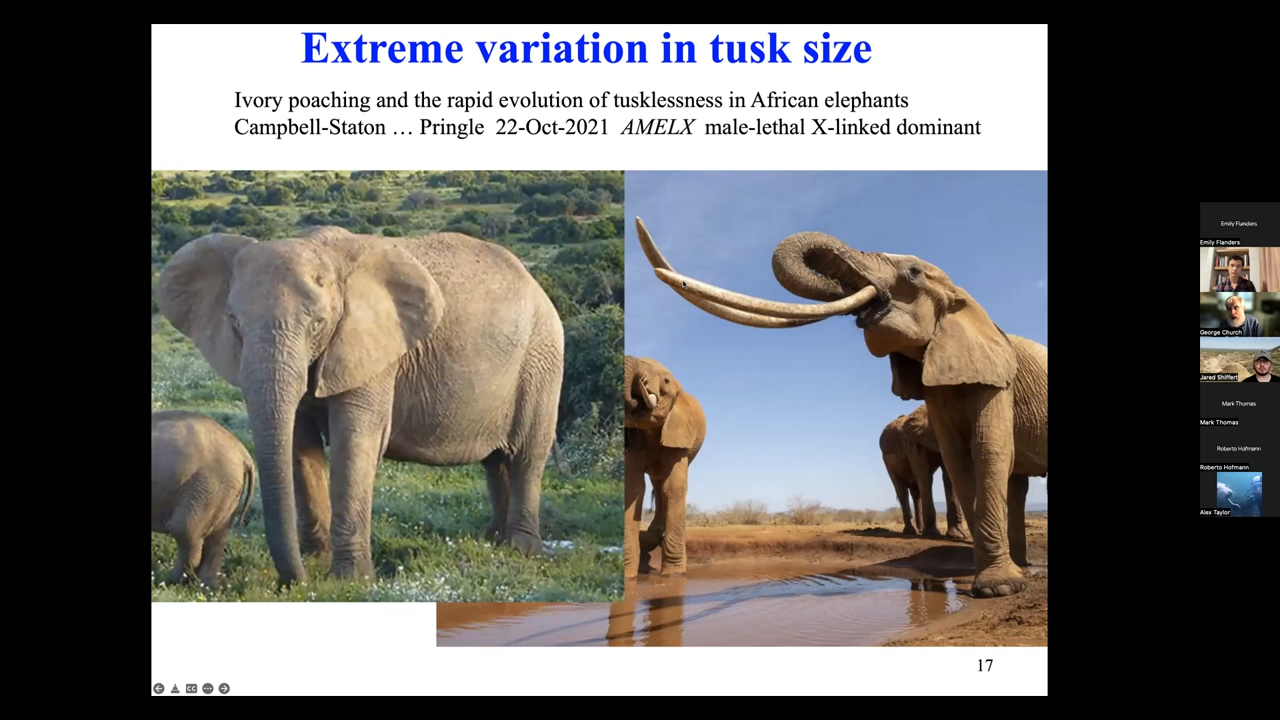 Extreme variation in tusk size
Ivory poaching and the rapid evolution of tusklessness in African elephants
Campbell-Staton … Pringle 22-Oct-2021 AMELX male-lethal X-linked dominant
17
CC
Emily Flanders
Emily Flanders
George Church
Jared Shiffert
Mark Thomas
Mark Thomas
Roberto Hofmann
Roberto Hofmann
Alex Taylor